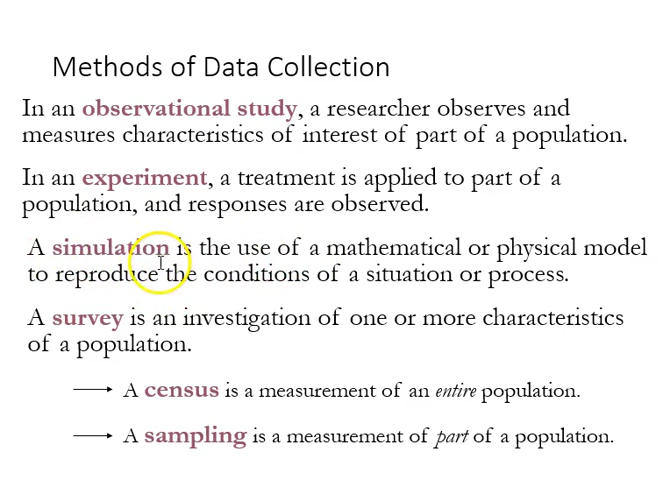 Methods of Data Collection
In an observational study, a researcher observes and
measures characteristics of interest of part of a population.
In an experiment, a treatment is applied to part of a
population, and responses are observed.
A simulation is the use of a mathematical or physical model
to reproduce the conditions of a situation or process.
A survey is an investigation of one or more characteristics
of a population.
A census is a measurement of an entire population.
A sampling is a measurement of part of a population.